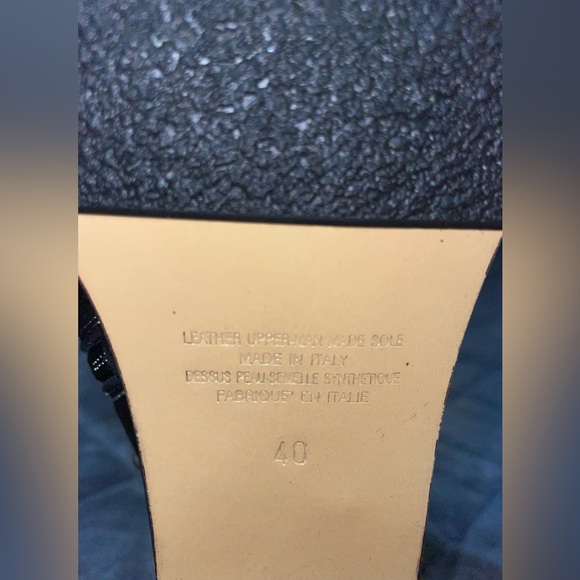 LEATHER UPPER-MAN MADE SOLE
MADE IN ITALY
DESSUS PEAU-SEMELLE SYNTHETIQUE
FABRIQUE' EN ITALIE
40